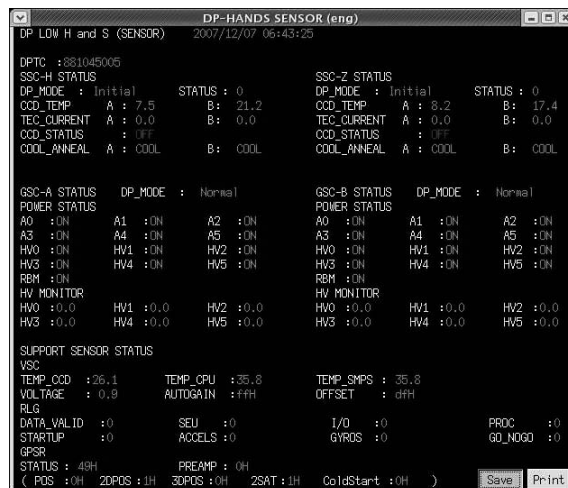 DP-HANDS SENSOR (eng)
DP LOW H and S (SENSOR) 2007/12/07 06:43:25
DPTC :881045005
SSC-H STATUS SSC-Z STATUS
DP_MODE : Initial STATUS : 0 DP_MODE : Initial STATUS : 0
CCD_TEMP A : 7.5 B: 21.2 CCD_TEMP A : 8.2 B: 17.4
TEC_CURRENT A : 0.0 B: 0.0 TEC_CURRENT A : 0.0 B: 0.0
CCD_STATUS : OFF CCD_STATUS : OFF
COOL_ANNEAL A : COOL B: COOL COOL_ANNEAL A : COOL B: COOL
GSC-A STATUS DP_MODE : Normal GSC-B STATUS DP_MODE : Normal
POWER STATUS POWER STATUS
A0 :ON A1 :ON A2 :ON A0 :ON A1 :ON A2 :ON
A3 :ON A4 :ON A5 :ON A3 :ON A4 :ON A5 :ON
HV0 :ON HV1 :ON HV2 :ON HV0 :ON HV1 :ON HV2 :ON
HV3 :ON HV4 :ON HV5 :ON HV3 :ON HV4 :ON HV5 :ON
RBM :ON RBM :ON
HV MONITOR HV MONITOR
HV0 :0.0 HV1 :0.0 HV2 :0.0 HV0 :0.0 HV1 :0.0 HV2 :0.0
HV3 :0.0 HV4 :0.0 HV5 :0.0 HV3 :0.0 HV4 :0.0 HV5 :0.0
SUPPORT SENSOR STATUS
VSC
TEMP_CCD :26.1 TEMP_CPU :35.8 TEMP_SMPS : 35.8
VOLTAGE : 0.9 AUTOGAIN :ffH OFFSET : dfH
RLG
DATA_VALID :0 SEU :0 I/O :0 PROC :0
STARTUP :0 ACCELS :0 GYROS :0 GO_NOGO :0
GPSR
STATUS : 49H PREAMP : 0H
( POS :0H 2DPOS :1H 3DPOS :0H 2SAT :1H ColdStart :0H ) Save Print